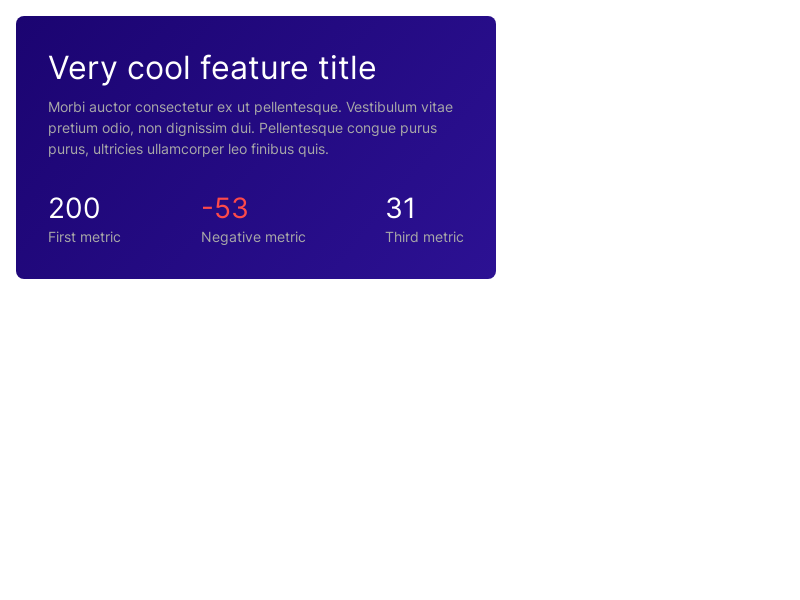 Very cool feature title
Morbi auctor consectetur ex ut pellentesque. Vestibulum vitae
pretium odio, non dignissim dui. Pellentesque congue purus
purus, ultricies ullamcorper leo finibus quis.
200 -53 31
First metric Negative metric Third metric